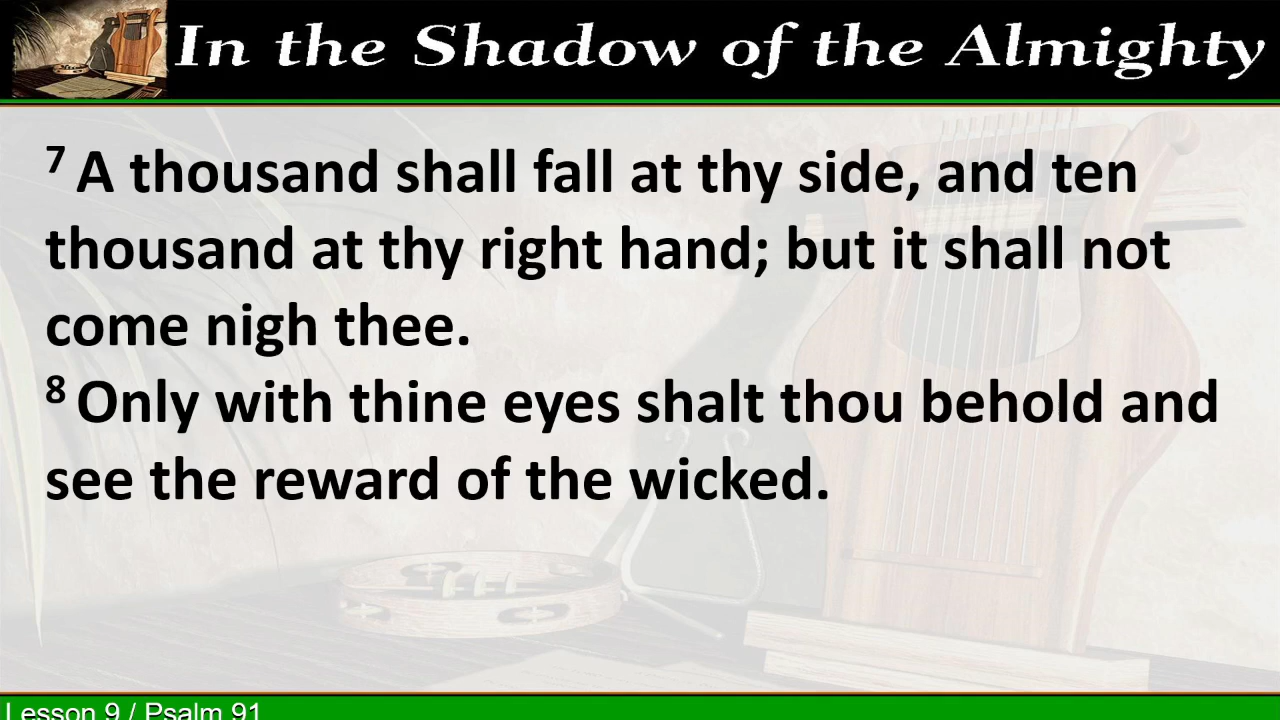 In the Shadow of the Almighty
7 A thousand shall fall at thy side, and ten
thousand at thy right hand; but it shall not
come nigh thee.
8 Only with thine eyes shalt thou behold and
see the reward of the wicked.
Lesson 9 / Psalm 91